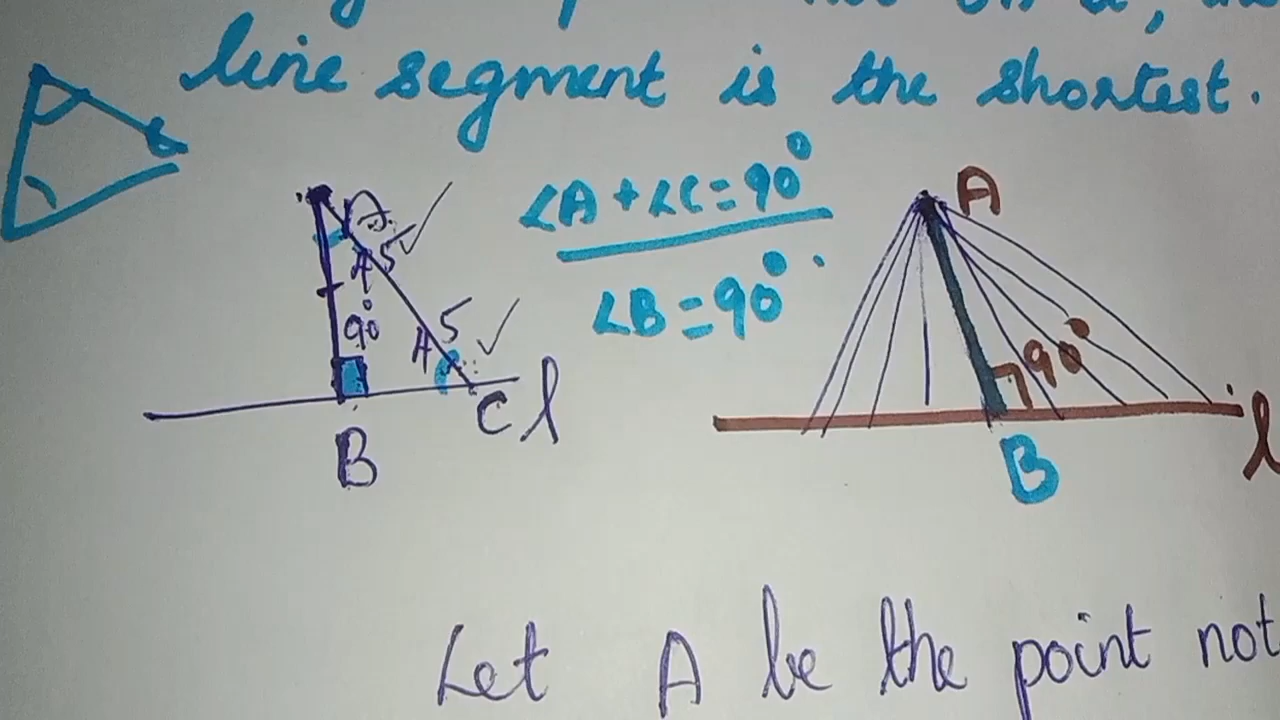 line segment is the shortest.
∠A + ∠C = 90°
∠B = 90°
A
45
90°
45
C l
B
A
90°
l
B
Let A be the point not